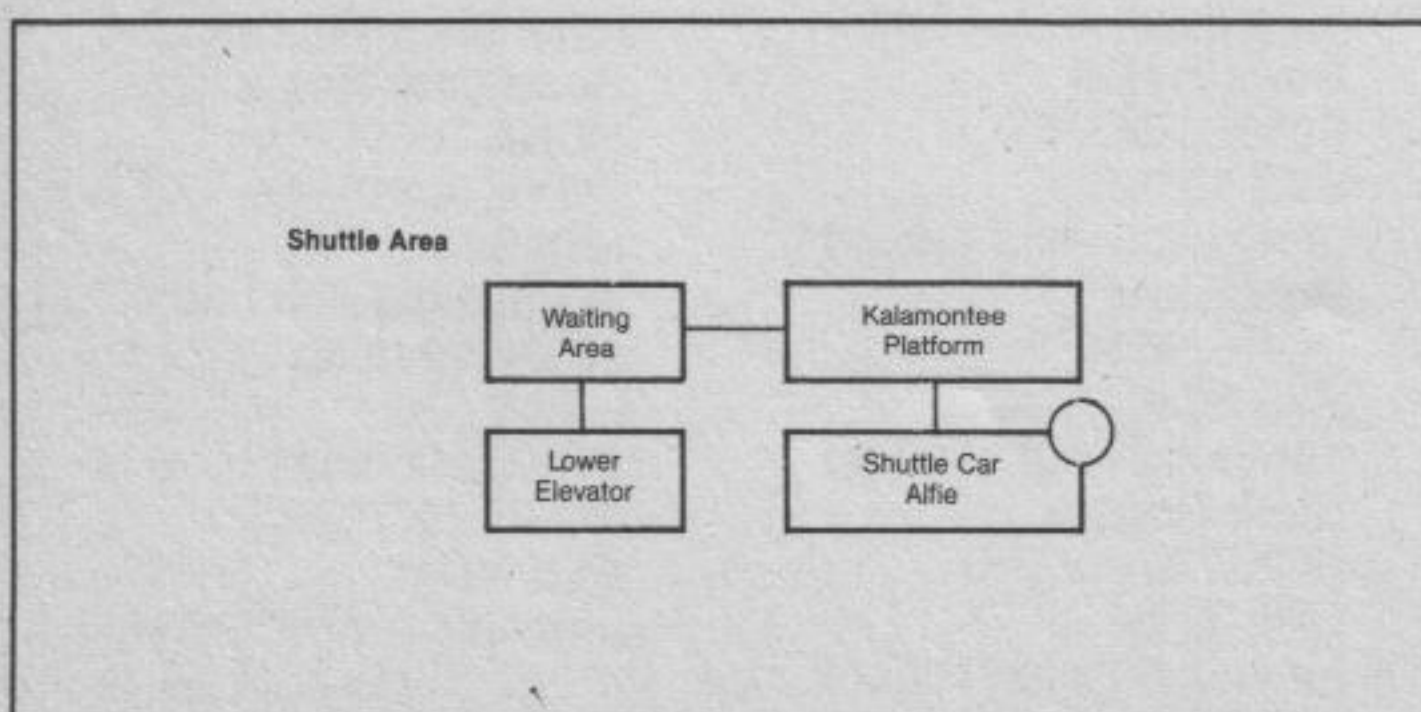 Shuttle Area
Waiting
Area
Kalamontee
Platform
Lower
Elevator
Shuttle Car
Alfie